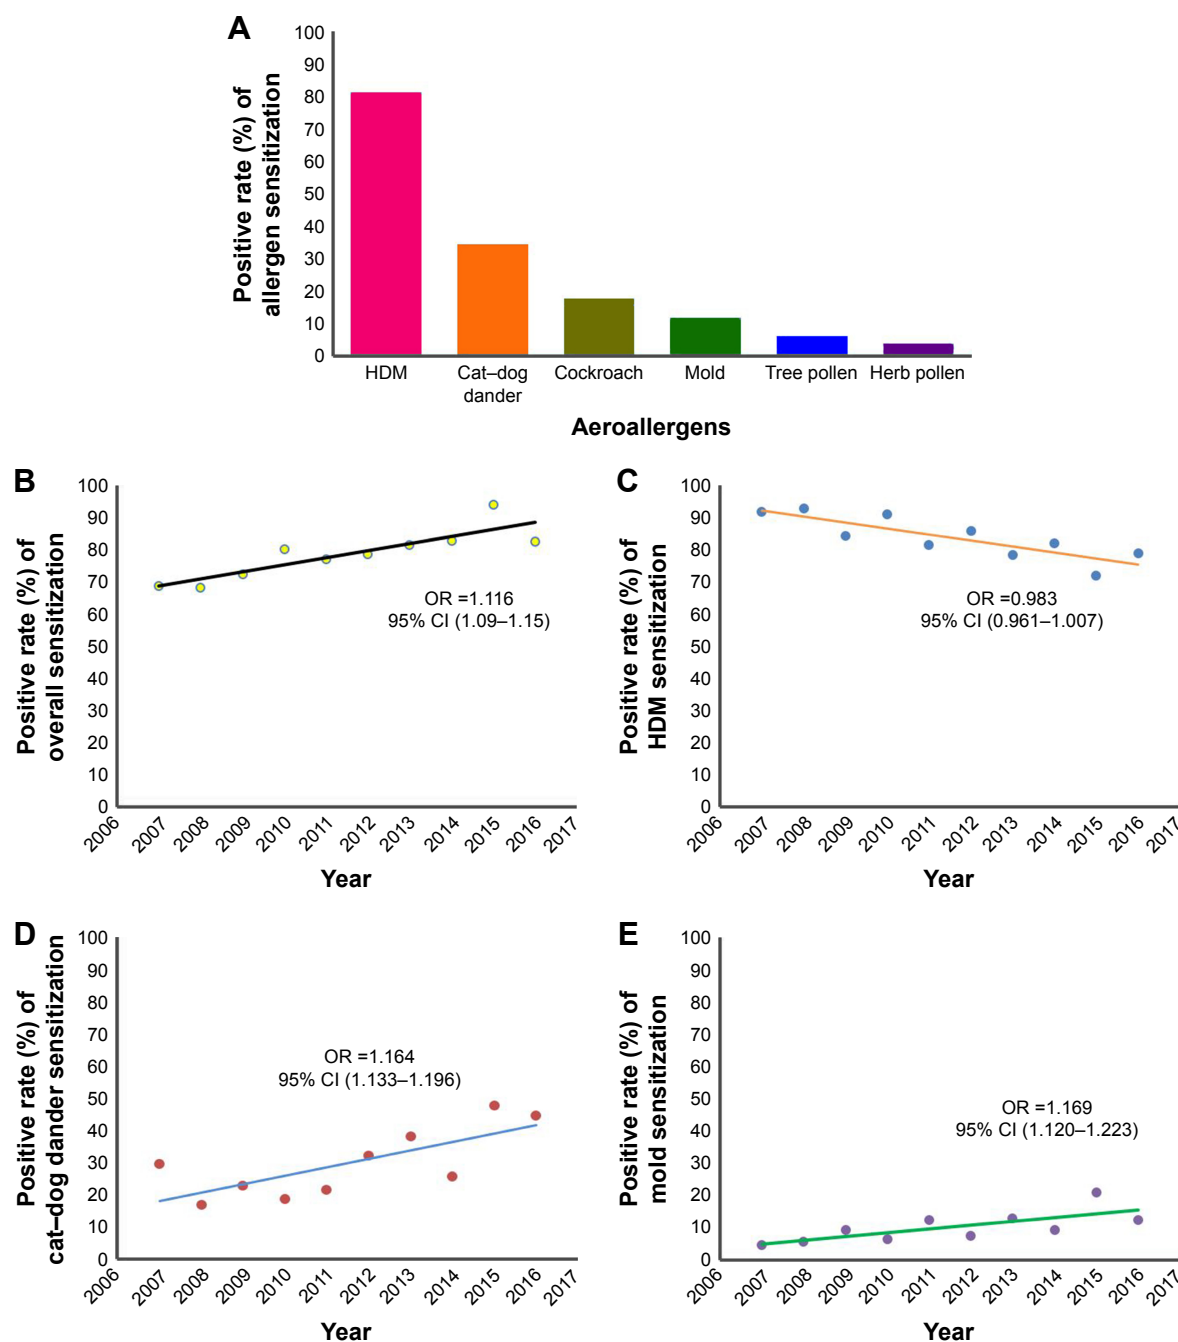 A
Positive rate (%) of
allergen sensitization
100
90
80
70
60
50
40
30
20
10
0
HDM
Cat–dog
dander
Cockroach
Mold
Tree pollen
Herb pollen
Aeroallergens
B
Positive rate (%) of
overall sensitization
100
90
80
70
60
50
40
30
20
10
0
OR =1.116
95% CI (1.09–1.15)
2006
2007
2008
2009
2010
2011
2012
2013
2014
2015
2016
2017
Year
C
Positive rate (%) of
HDM sensitization
100
90
80
70
60
50
40
30
20
10
0
OR =0.983
95% CI (0.961–1.007)
2006
2007
2008
2009
2010
2011
2012
2013
2014
2015
2016
2017
Year
D
Positive rate (%) of
cat–dog dander sensitization
100
90
80
70
60
50
40
30
20
10
0
OR =1.164
95% CI (1.133–1.196)
2006
2007
2008
2009
2010
2011
2012
2013
2014
2015
2016
2017
Year
E
Positive rate (%) of
mold sensitization
100
90
80
70
60
50
40
30
20
10
0
OR =1.169
95% CI (1.120–1.223)
2006
2007
2008
2009
2010
2011
2012
2013
2014
2015
2016
2017
Year